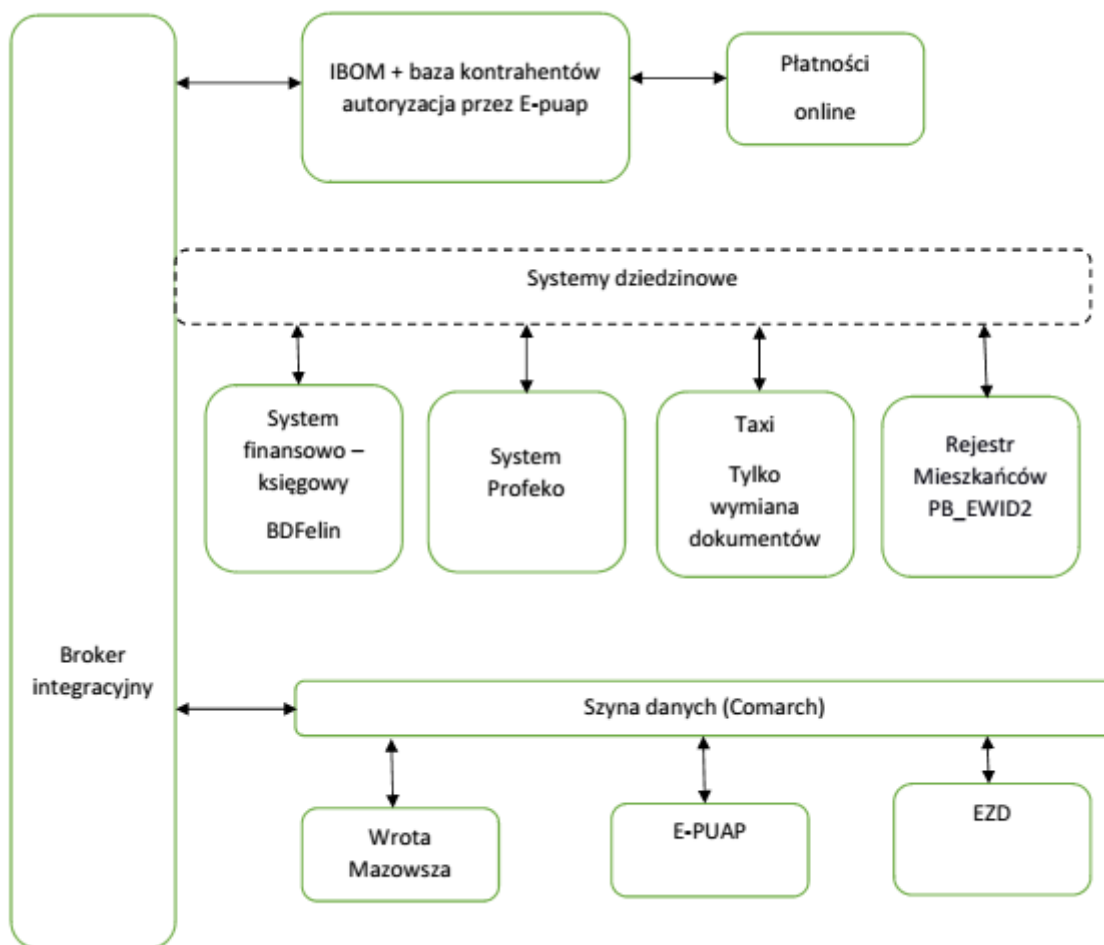 IBOM + baza kontrahentów
autoryzacja przez E-puap
Płatności
online
Systemy dziedzinowe
System
finansowo –
księgowy
BDFelin
System
Profeko
Taxi
Tylko
wymiana
dokumentów
Rejestr
Mieszkańców
PB_EWID2
Broker
integracyjny
Szyna danych (Comarch)
Wrota
Mazowsza
E-PUAP
EZD